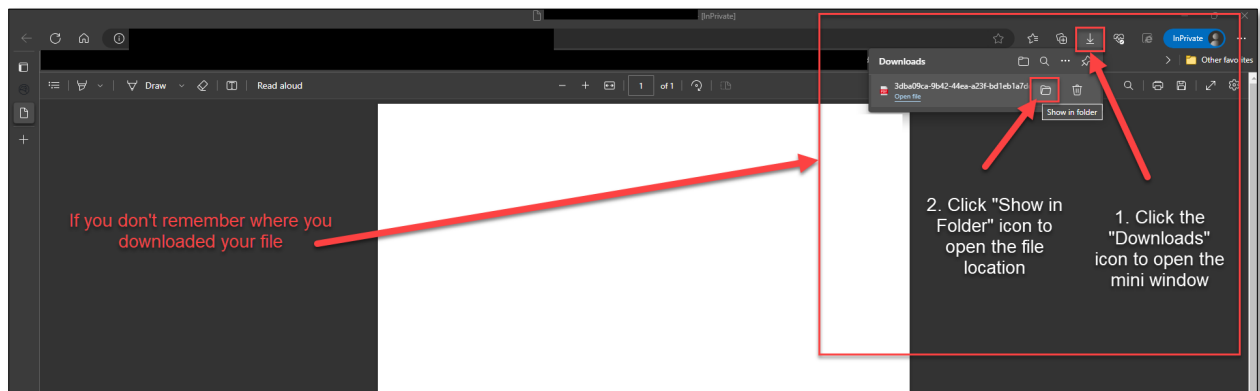 [InPrivate]
InPrivate
Downloads
Other favorites
Draw
Read aloud
1 of 1
3dba09ca-9b42-44ea-a23f-bd1eb1a7d
Open file
Show in folder
If you don't remember where you
downloaded your file
2. Click "Show in
Folder" icon to
open the file
location
1. Click the
"Downloads"
icon to open the
mini window